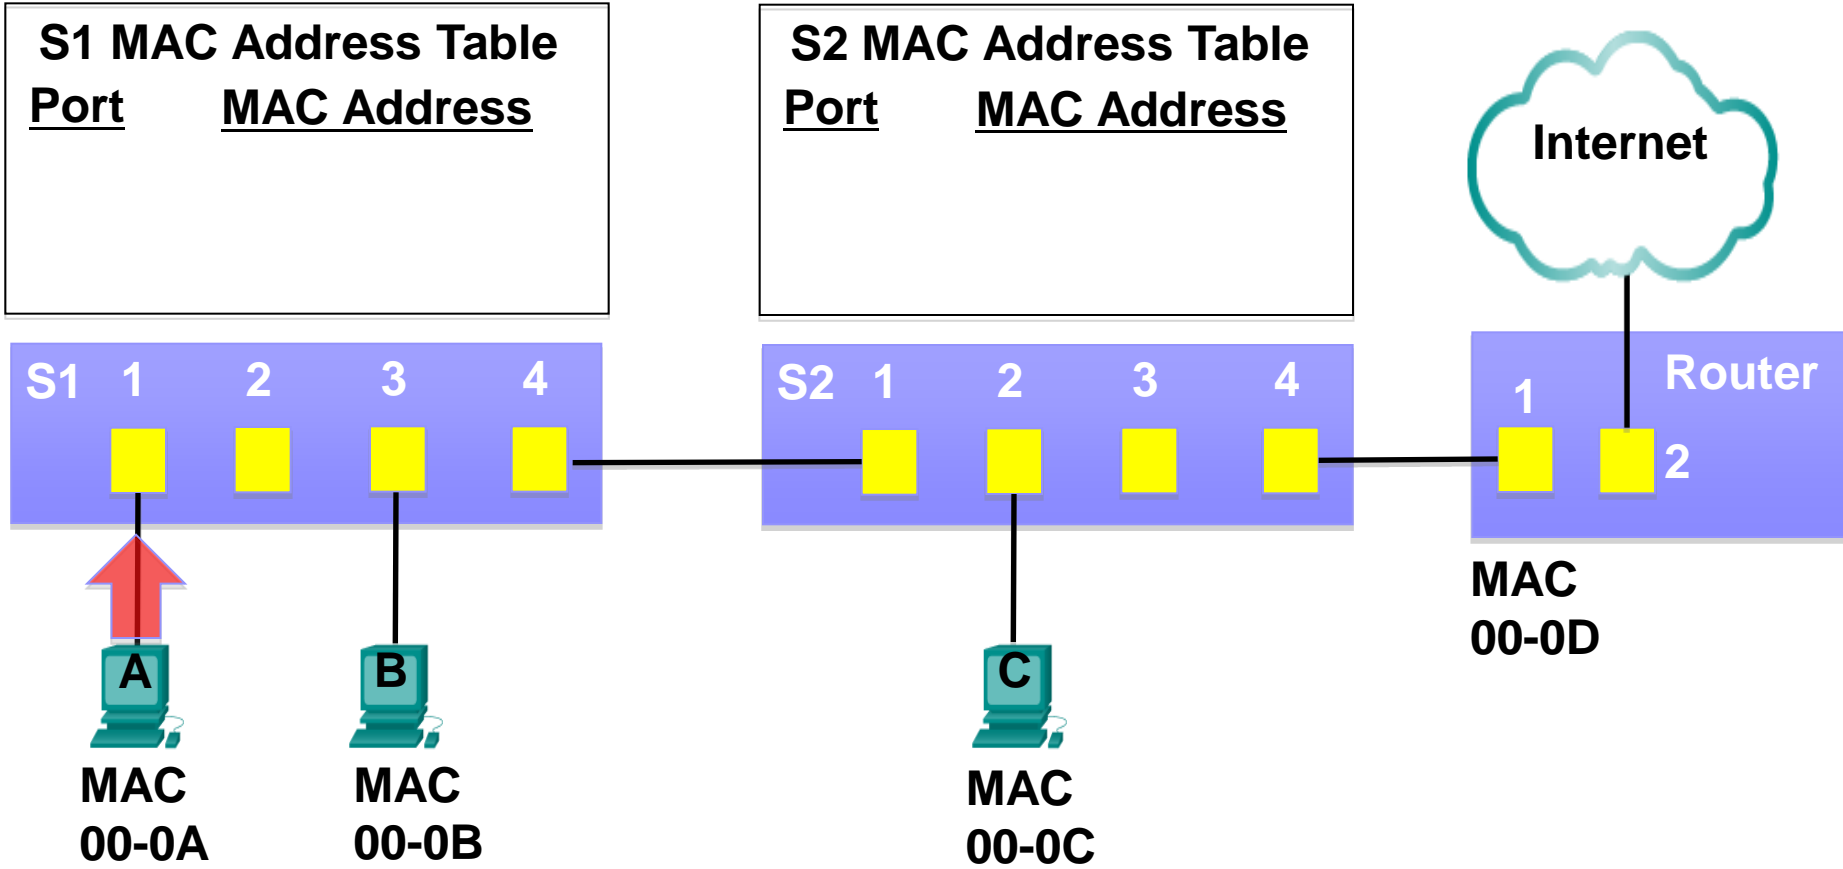 S1 MAC Address Table
Port MAC Address
S2 MAC Address Table
Port MAC Address
Internet
S1 1 2 3 4
S2 1 2 3 4
Router
1
2
A
MAC
00-0A
B
MAC
00-0B
C
MAC
00-0C
MAC
00-0D